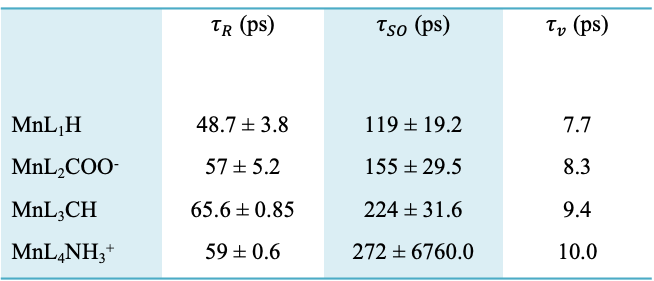 τR (ps) τSO (ps) τv (ps)
MnL₁H 48.7 ± 3.8 119 ± 19.2 7.7
MnL₂COO⁻ 57 ± 5.2 155 ± 29.5 8.3
MnL₃CH 65.6 ± 0.85 224 ± 31.6 9.4
MnL₄NH₃⁺ 59 ± 0.6 272 ± 6760.0 10.0